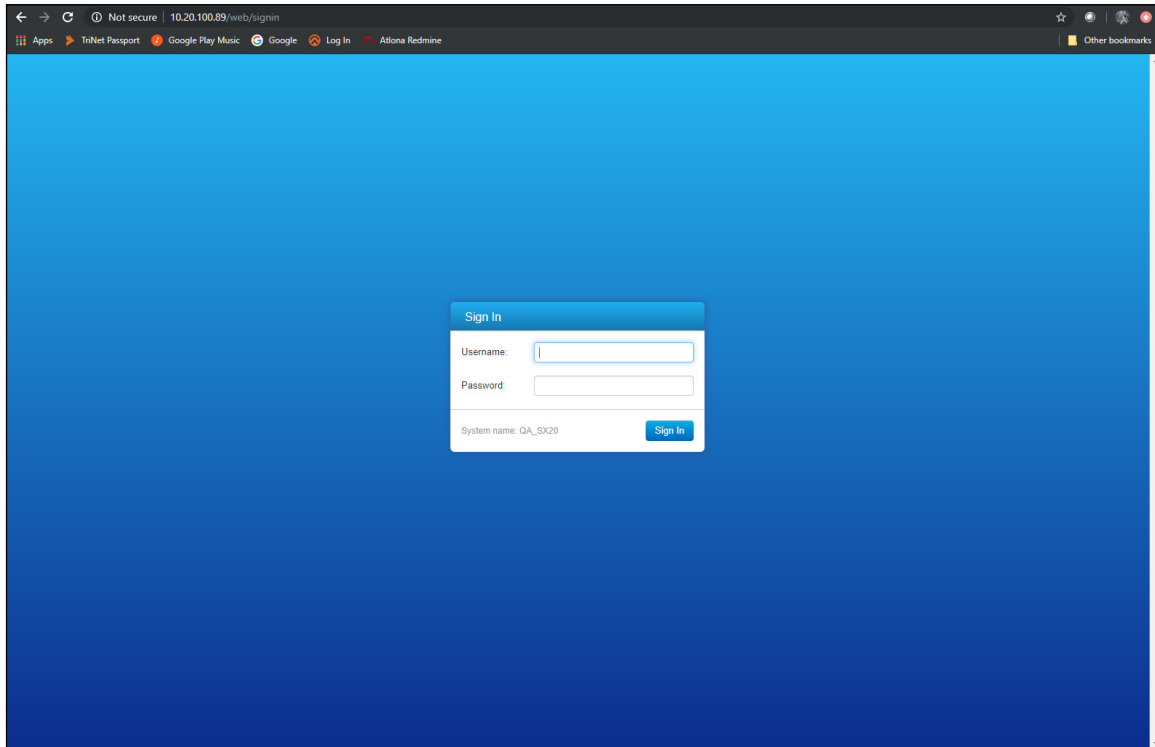 Not secure | 10.20.100.89/web/signin
Apps TriNet Passport Google Play Music Google Log In Atlona Redmine Other bookmarks
Sign In
Username:
Password:
System name: QA_SX20 Sign In